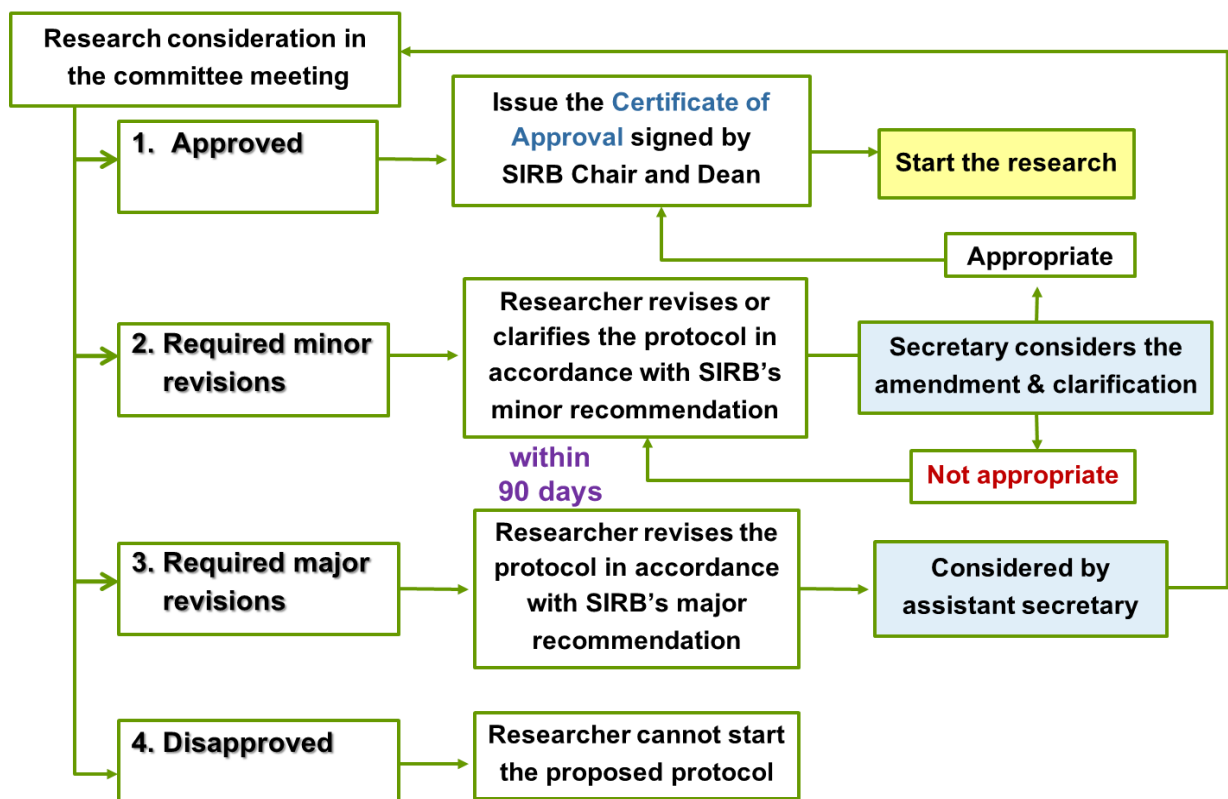 Research consideration in
the committee meeting
1. Approved
Issue the Certificate of
Approval signed by
SIRB Chair and Dean
Start the research
Appropriate
2. Required minor
revisions
Researcher revises or
clarifies the protocol in
accordance with SIRB's
minor recommendation
Secretary considers the
amendment & clarification
Not appropriate
within
90 days
3. Required major
revisions
Researcher revises the
protocol in accordance
with SIRB's major
recommendation
Considered by
assistant secretary
4. Disapproved
Researcher cannot start
the proposed protocol